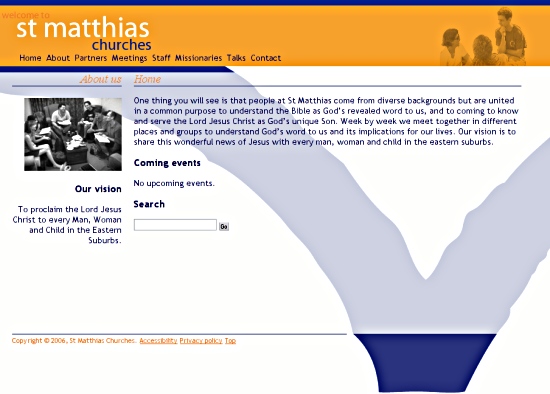 welcome to
st matthias
churches
Home About Partners Meetings Staff Missionaries Talks Contact
About us
Home
One thing you will see is that people at St Matthias come from diverse backgrounds but are united
in a common purpose to understand the Bible as God's revealed word to us, and to coming to know
and serve the Lord Jesus Christ as God's unique Son. Week by week we meet together in different
places and groups to understand God's word to us and its implications for our lives. Our vision is to
share this wonderful news of Jesus with every man, woman and child in the eastern suburbs.
Coming events
No upcoming events.
Search
Go
Our vision
To proclaim the Lord Jesus
Christ to every Man, Woman
and Child in the Eastern
Suburbs.
Copyright © 2006, St Matthias Churches. Accessibility Privacy policy Top